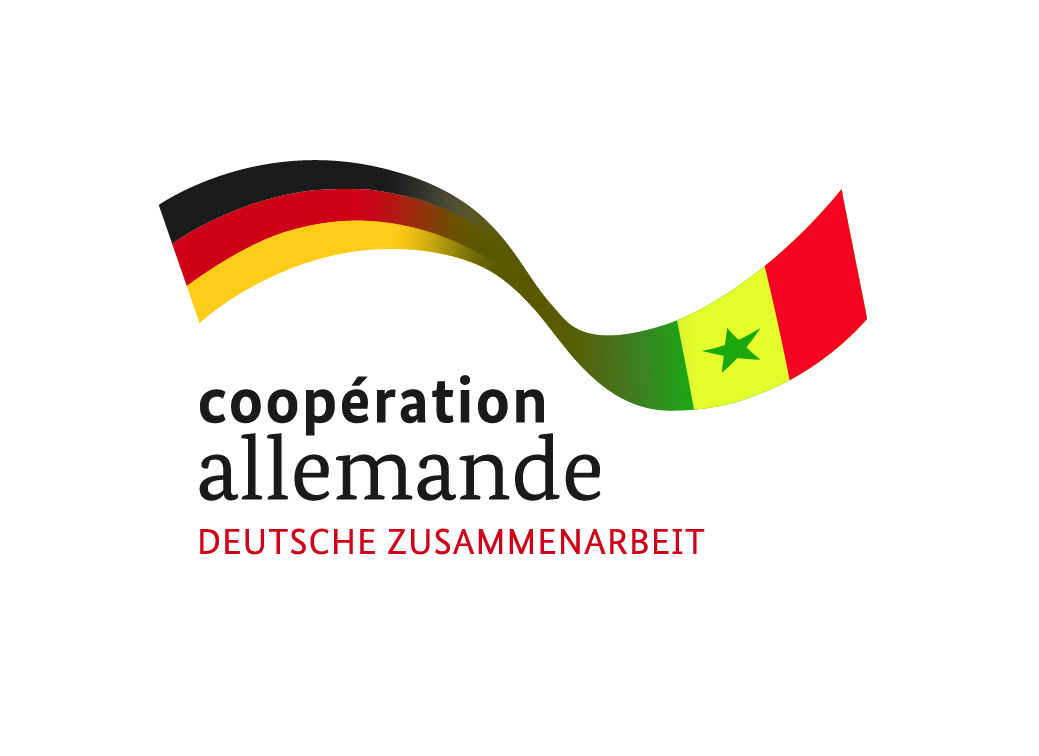 coopération
allemande
DEUTSCHE ZUSAMMENARBEIT